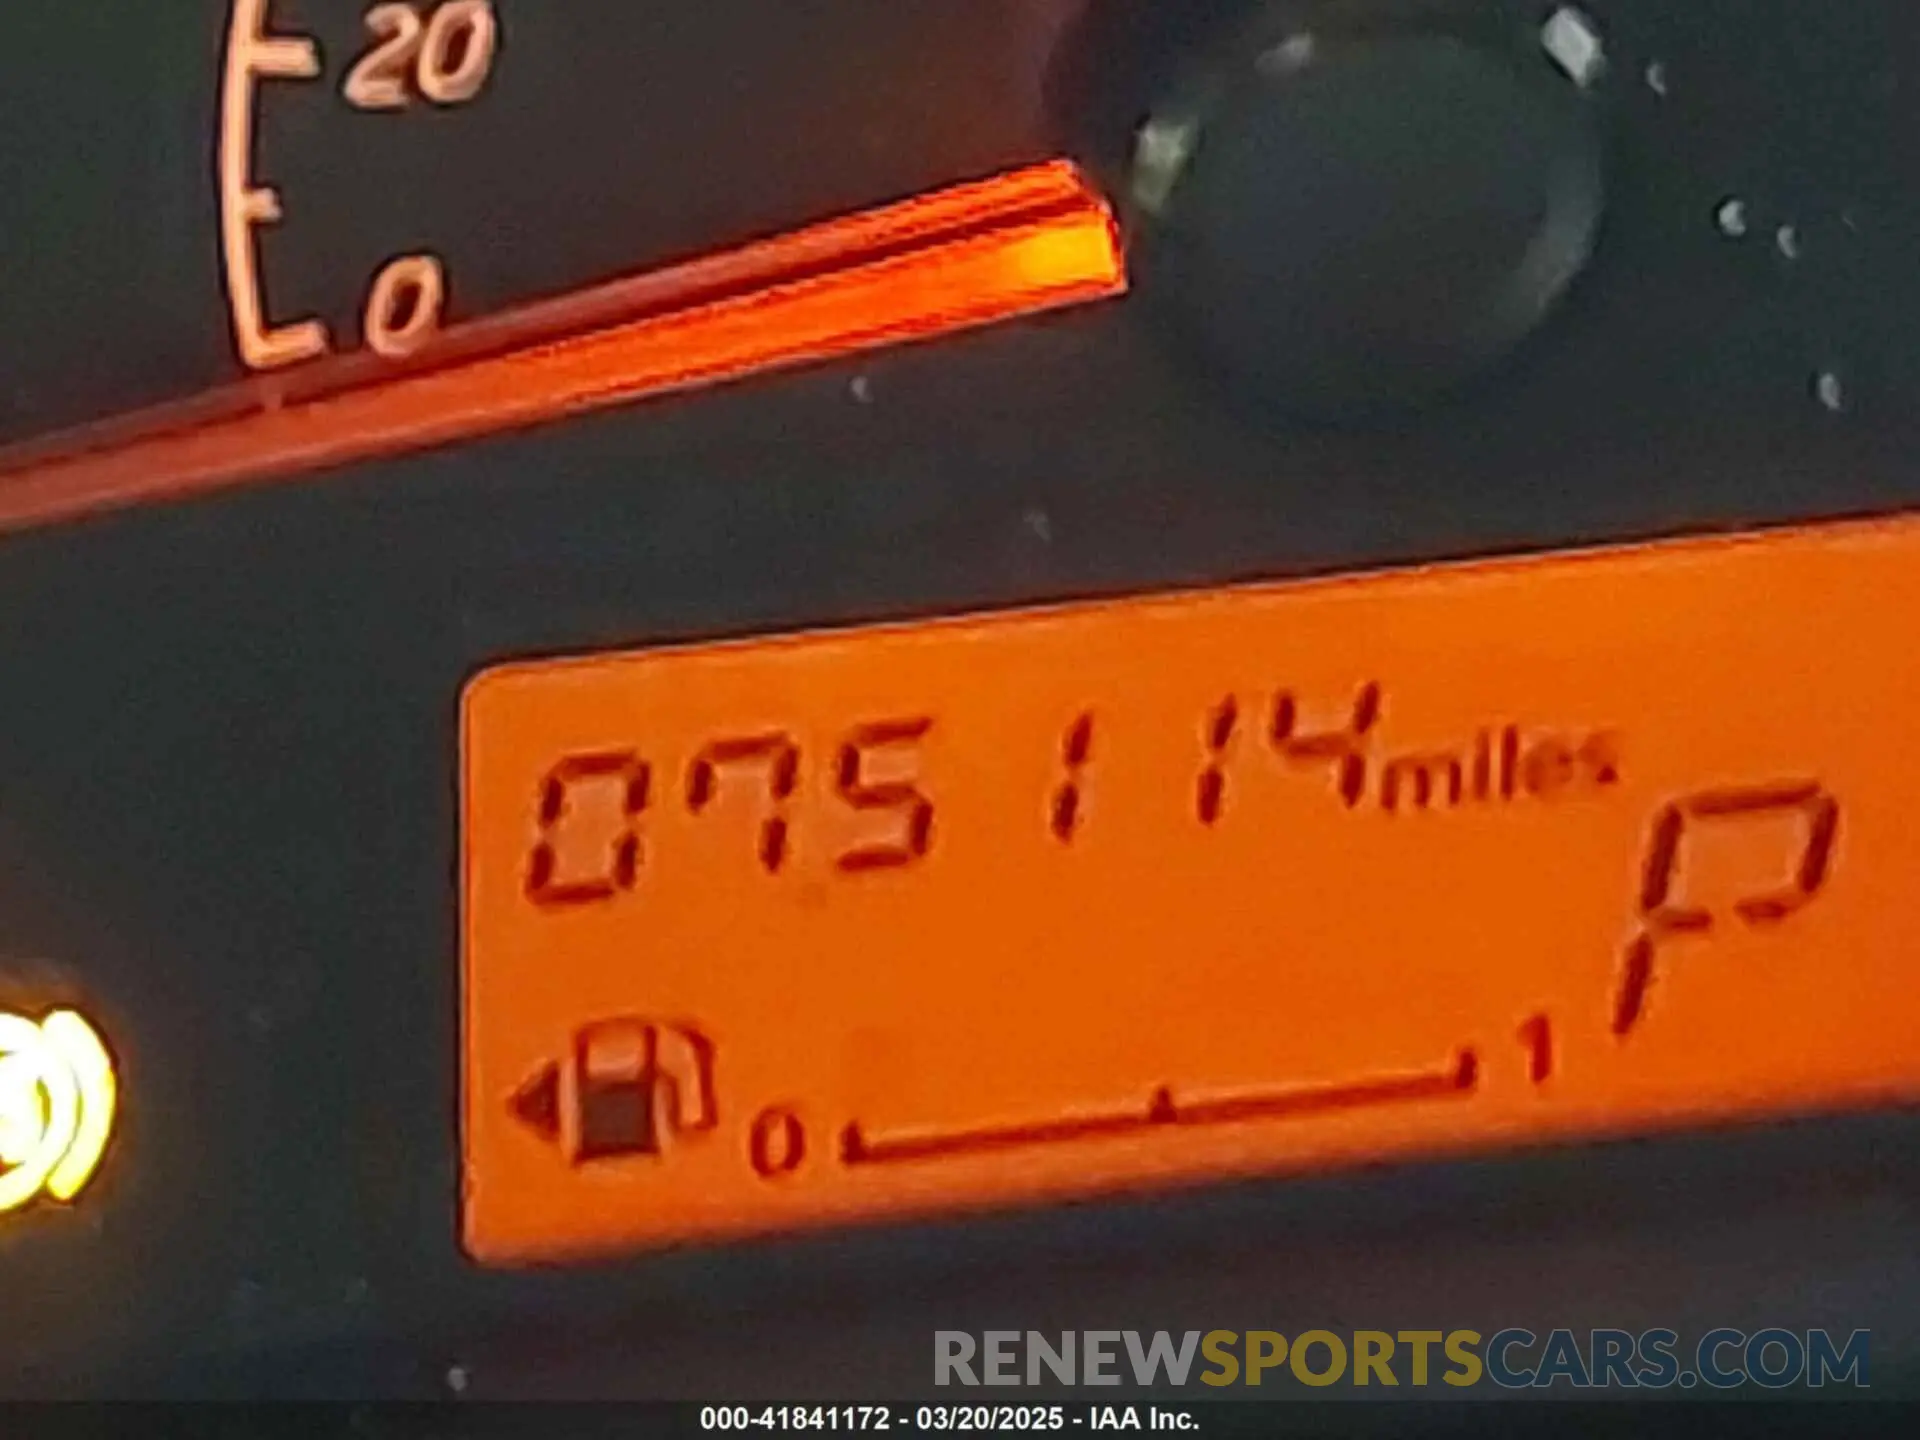 20
0
075114miles
P
0 1
RENEWSPORTSCARS.COM
000-41841172 - 03/20/2025 - IAA Inc.